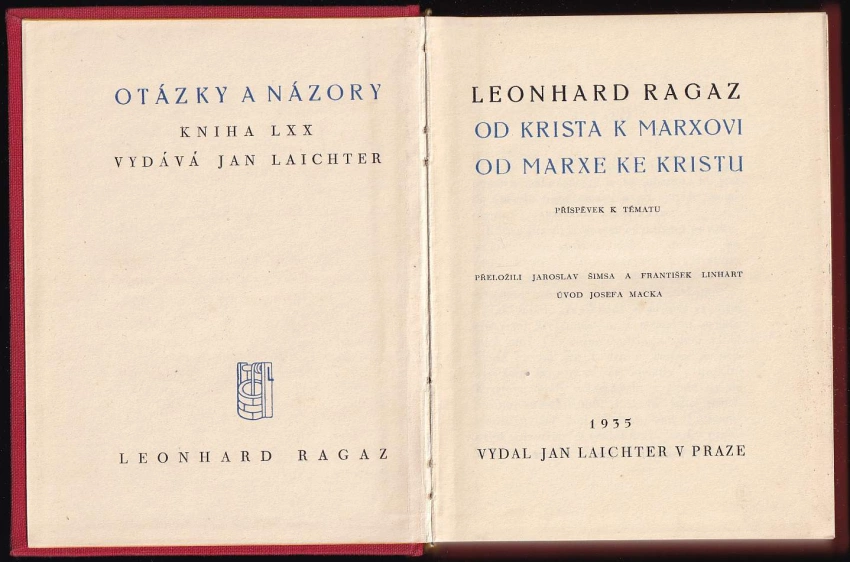 OTÁZKY A NÁZORY
KNIHA LXX
VYDÁVÁ JAN LAICHTER
LEONHARD RAGAZ
LEONHARD RAGAZ
OD KRISTA K MARXOVI
OD MARXE KE KRISTU
PŘÍSPĚVEK K TÉMATU
PŘELOŽILI JAROSLAV ŠIMSA A FRANTIŠEK LINHART
ÚVOD JOSEFA MACKA
1935
VYDAL JAN LAICHTER V PRAZE